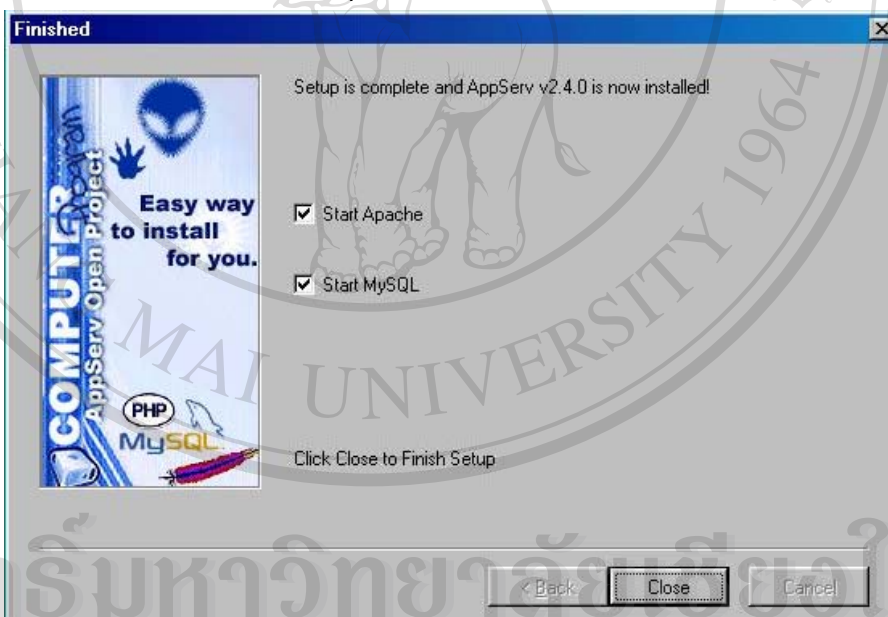 Finished
Setup is complete and AppServ v2.4.0 is now installed!
COMPUTER
AppServ Open Project
Easy way
to install
for you.
Start Apache
Start MySQL
PHP
MySQL
Click Close to Finish Setup
< Back
Close
Cancel
MAI UNIVERSITY 1964